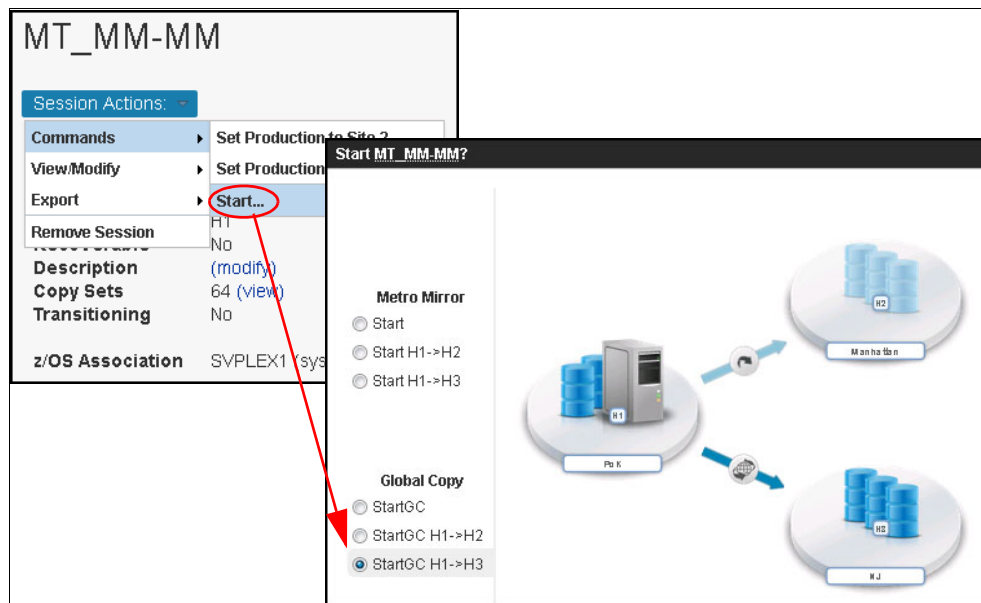 MT_MM-MM
Session Actions:
Commands
View/Modify
Export
Remove Session
Set Production to Site 2
Set Production
Start...
H1
Recoverable No
Description (modify)
Copy Sets 64 (view)
Transitioning No
z/OS Association SVPLEX1 (sys
Start MT_MM-MM?
Metro Mirror
Start
Start H1->H2
Start H1->H3
Global Copy
StartGC
StartGC H1->H2
StartGC H1->H3
H1
PoK
H2
Manhattan
H3
NJ